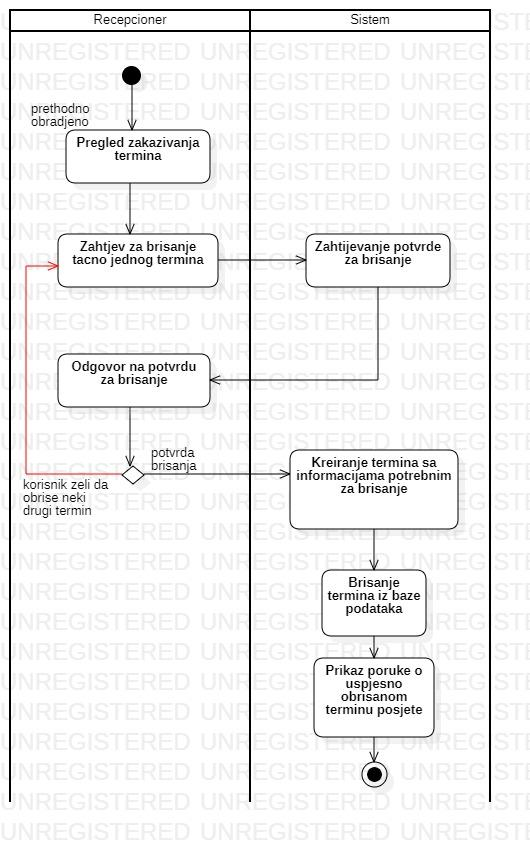 Recepcioner
Sistem
prethodno
obradjeno
Pregled zakazivanja
termina
Zahtjev za brisanje
tacno jednog termina
Zahtijevanje potvrde
za brisanje
Odgovor na potvrdu
za brisanje
potvrda
brisanja
korisnik zeli da
obrise neki
drugi termin
Kreiranje termina sa
informacijama potrebnim
za brisanje
Brisanje
termina iz baze
podataka
Prikaz poruke o
uspjesno
obrisanom
terminu posjete
UNREGISTERED